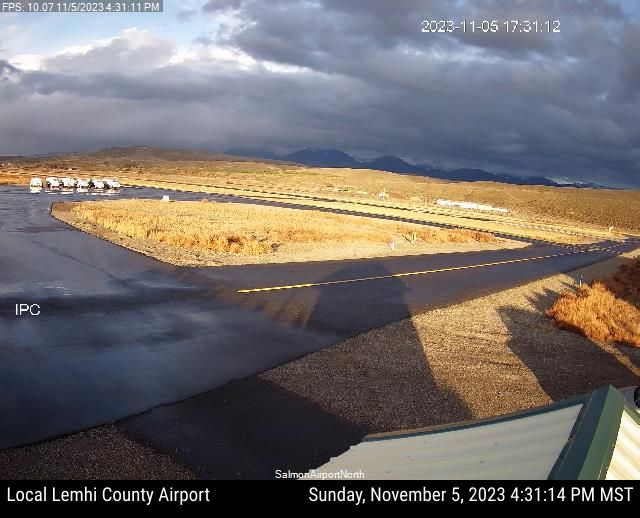 FPS: 10.07 11/5/2023 4:31:11 PM
2023-11-05 17:31:12
IPC
SalmonAirportNorth
Local Lemhi County Airport
Sunday, November 5, 2023 4:31:14 PM MST